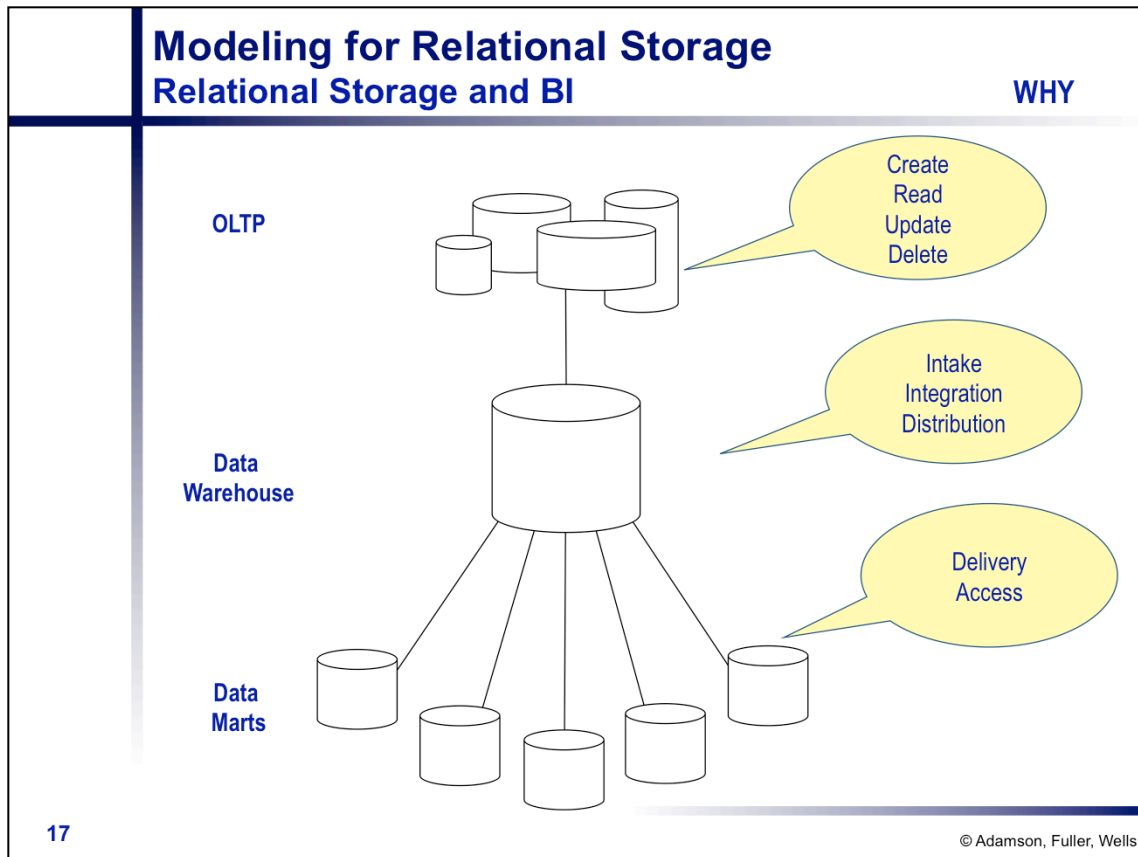 Modeling for Relational Storage
Relational Storage and BI
WHY
OLTP
Create
Read
Update
Delete
Intake
Integration
Distribution
Data
Warehouse
Delivery
Access
Data
Marts
17
© Adamson, Fuller, Wells